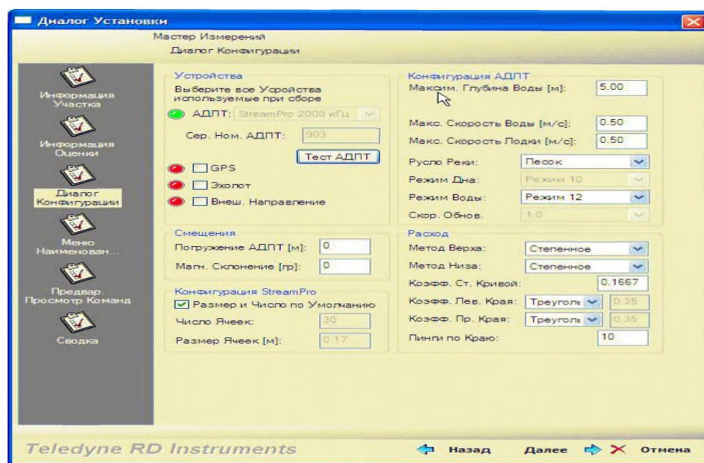 Диалог Установки
Мастер Измерений
Диалог Конфигурации
Информация
Участка
Информация
Оценки
Диалог
Конфигурации
Меню
Наименован...
Предвар.
Просмотр Команд
Сводка
Устройства
Выберите все Усройства
используемые при сборе
АДПТ: StreamPro 2000 кГц
Сер. Ном. АДПТ: 903
Тест АДПТ
GPS
Эхолот
Внеш. Направление
Смещения
Погружение АДПТ [м]: 0
Магн. Склонение [гр]: 0
Конфигурация StreamPro
Размер и Число по Умолчанию
Число Ячеек: 30
Размер Ячеек [м]: 0.17
Конфигурация АДПТ
Максим. Глубина Воды [м]: 5.00
Макс. Скорость Воды [м/с]: 0.50
Макс. Скорость Лодки [м/с]: 0.50
Русло Реки: Песок
Режим Дна: Режим 10
Режим Воды: Режим 12
Скор. Обнов. 1.0
Расход
Метод Верха: Степенное
Метод Низа: Степенное
Коэфф. Ст. Кривой: 0.1667
Коэфф. Лев. Края: Треуголь 0.35
Коэфф. Пр. Края: Треуголь 0.35
Пинги по Краю: 10
Teledyne RD Instruments
Назад Далее Отмена